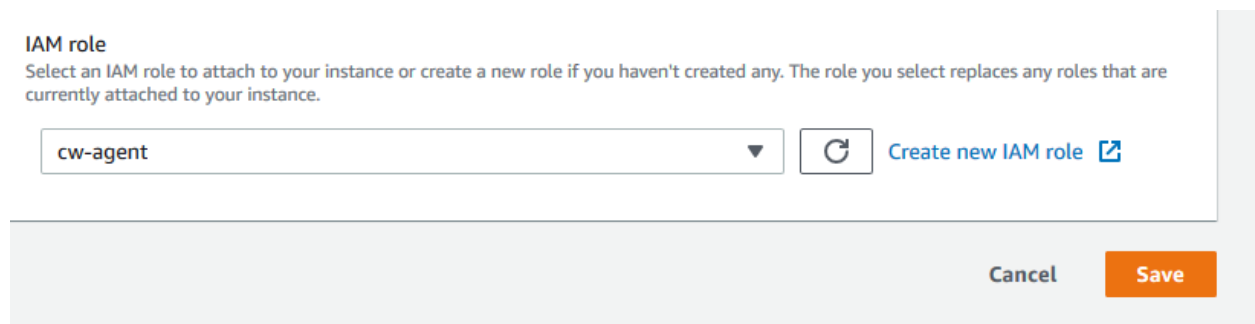 IAM role
Select an IAM role to attach to your instance or create a new role if you haven't created any. The role you select replaces any roles that are
currently attached to your instance.
cw-agent
Create new IAM role
Cancel
Save